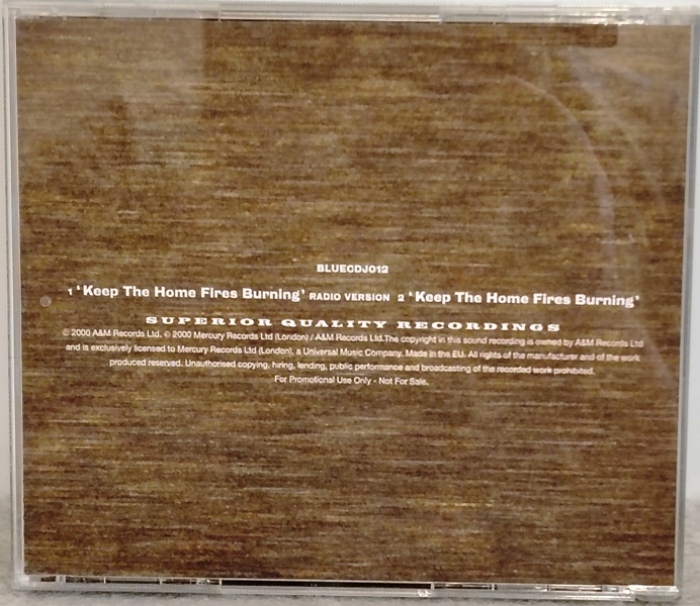 BLUECDJ012
1 'Keep The Home Fires Burning' RADIO VERSION 2 'Keep The Home Fires Burning'
SUPERIOR QUALITY RECORDINGS
℗ 2000 A&M Records Ltd. © 2000 Mercury Records Ltd (London) / A&M Records Ltd.The copyright in this sound recording is owned by A&M Records Ltd
and is exclusively licensed to Mercury Records Ltd (London), a Universal Music Company. Made in the EU. All rights of the manufacturer and of the work
produced reserved. Unauthorised copying, hiring, lending, public performance and broadcasting of the recorded work prohibited.
For Promotional Use Only - Not For Sale.